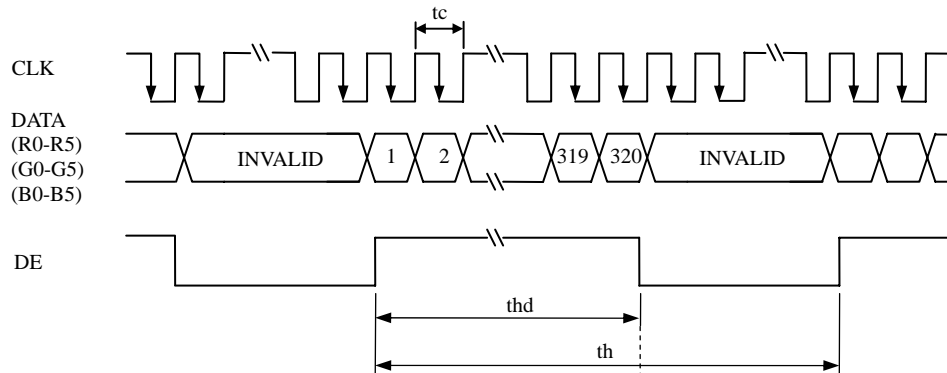 tc
CLK
DATA
(R0-R5)
(G0-G5)
(B0-B5)
INVALID 1 2 319 320 INVALID
DE
thd
th